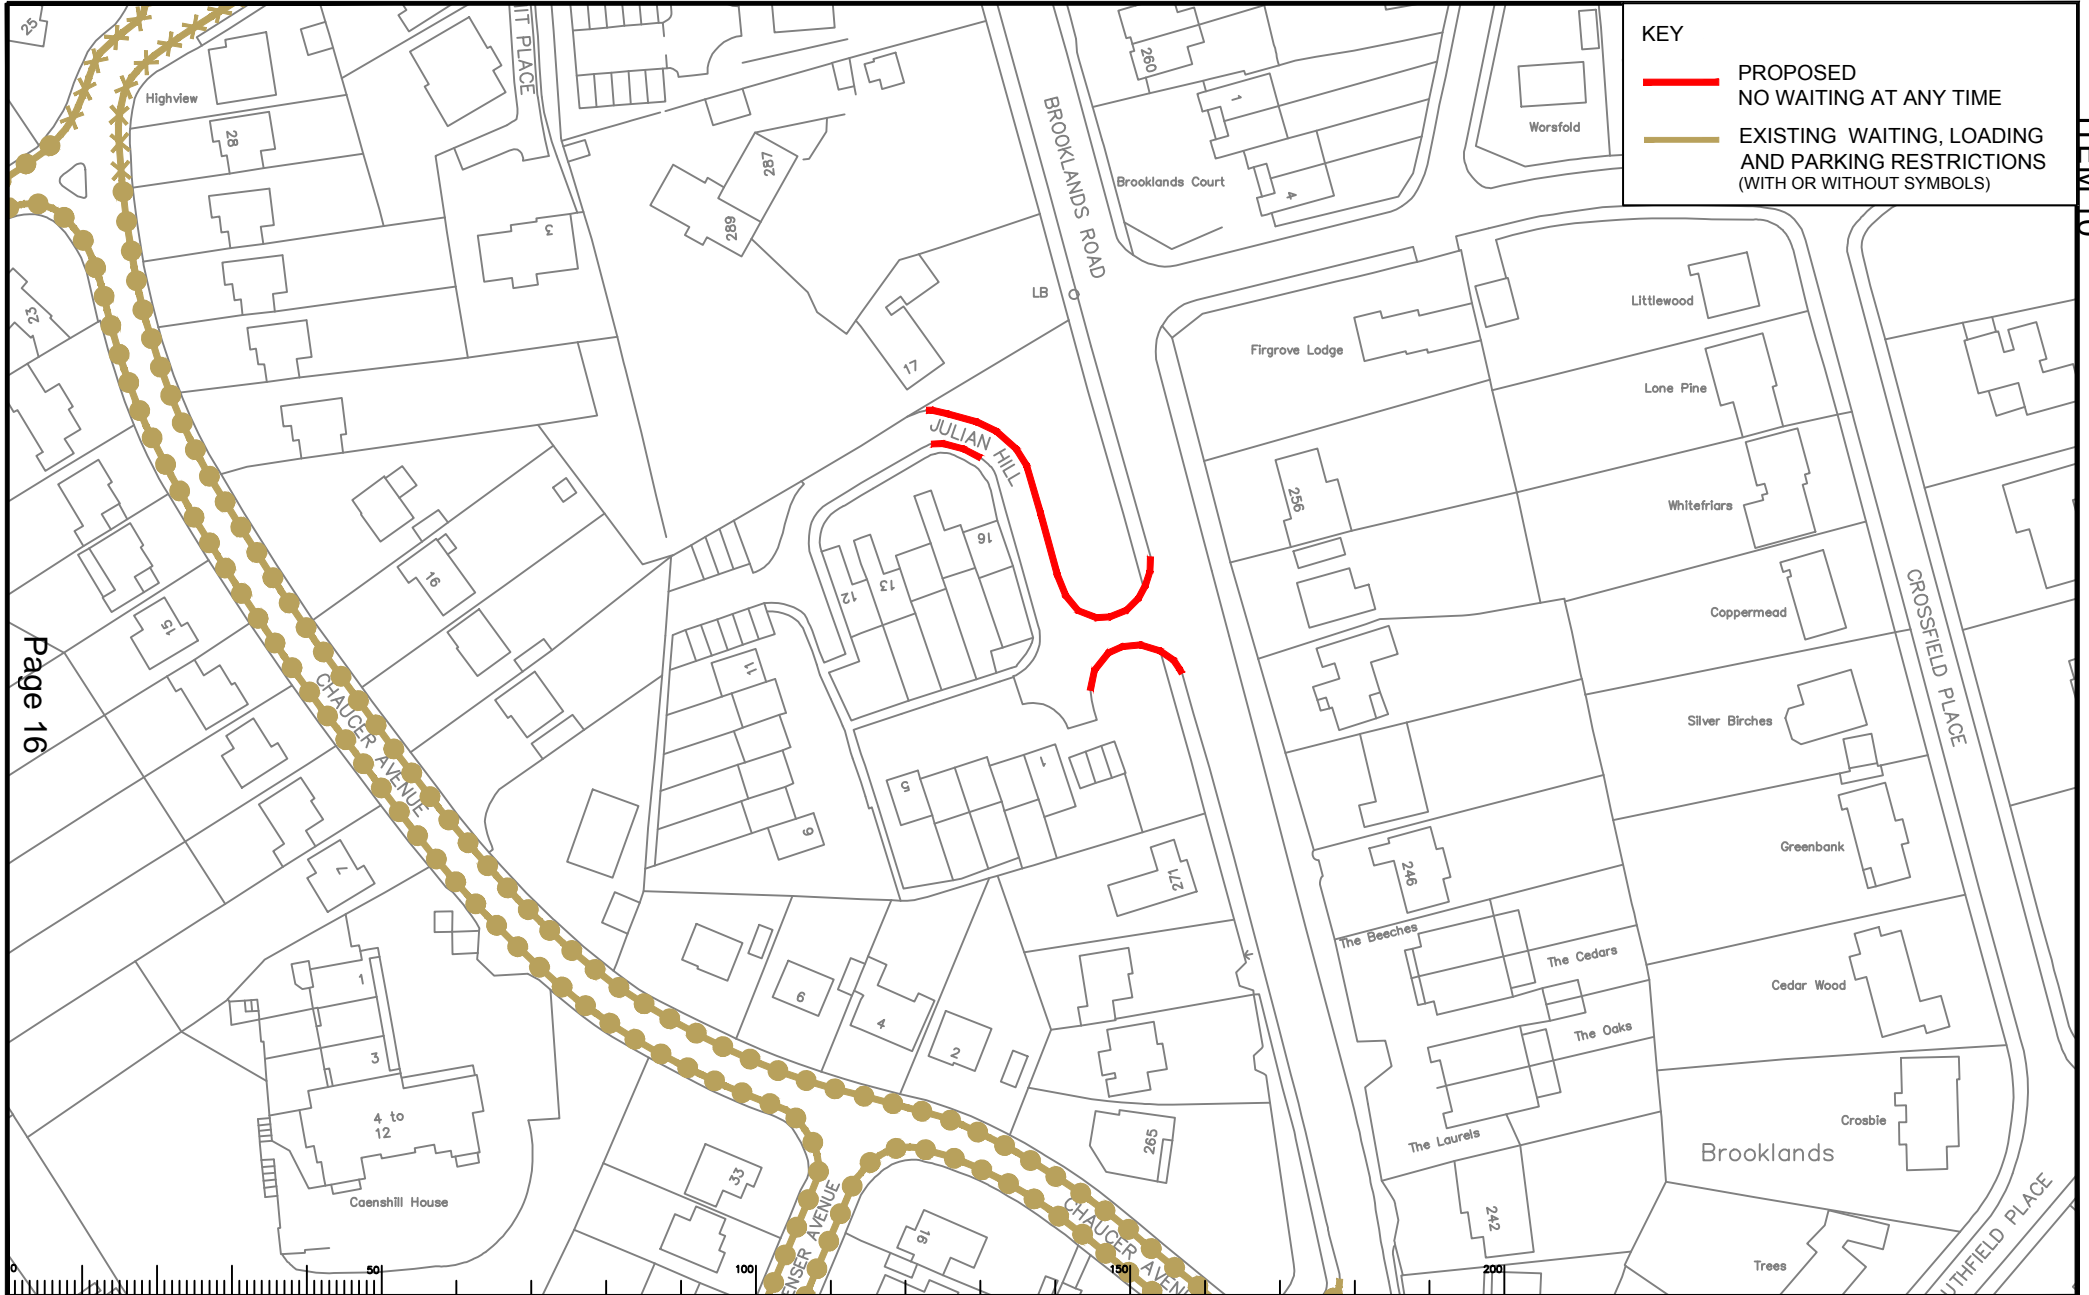 KEY
PROPOSED
NO WAITING AT ANY TIME
EXISTING WAITING, LOADING
AND PARKING RESTRICTIONS
(WITH OR WITHOUT SYMBOLS)
25
Highview
28
23
3
287
289
17
LB
BROOKLANDS ROAD
260
1
4
Brooklands Court
Worsfold
Littlewood
Firgrove Lodge
Lone Pine
Whitefriars
Coppermead
Silver Birches
Greenbank
Cedar Wood
Crosbie
Brooklands
Trees
CROSSFIELD PLACE
JULIAN HILL
256
16
13
12
16
15
11
9
5
1
271
246
The Beeches
The Cedars
The Oaks
The Laurels
242
CHAUCER AVENUE
7
1
3
4 to
12
Caenshill House
6
4
2
265
33
16
AVENUE
CHAUCER
Page 16
0
50
100
150
200